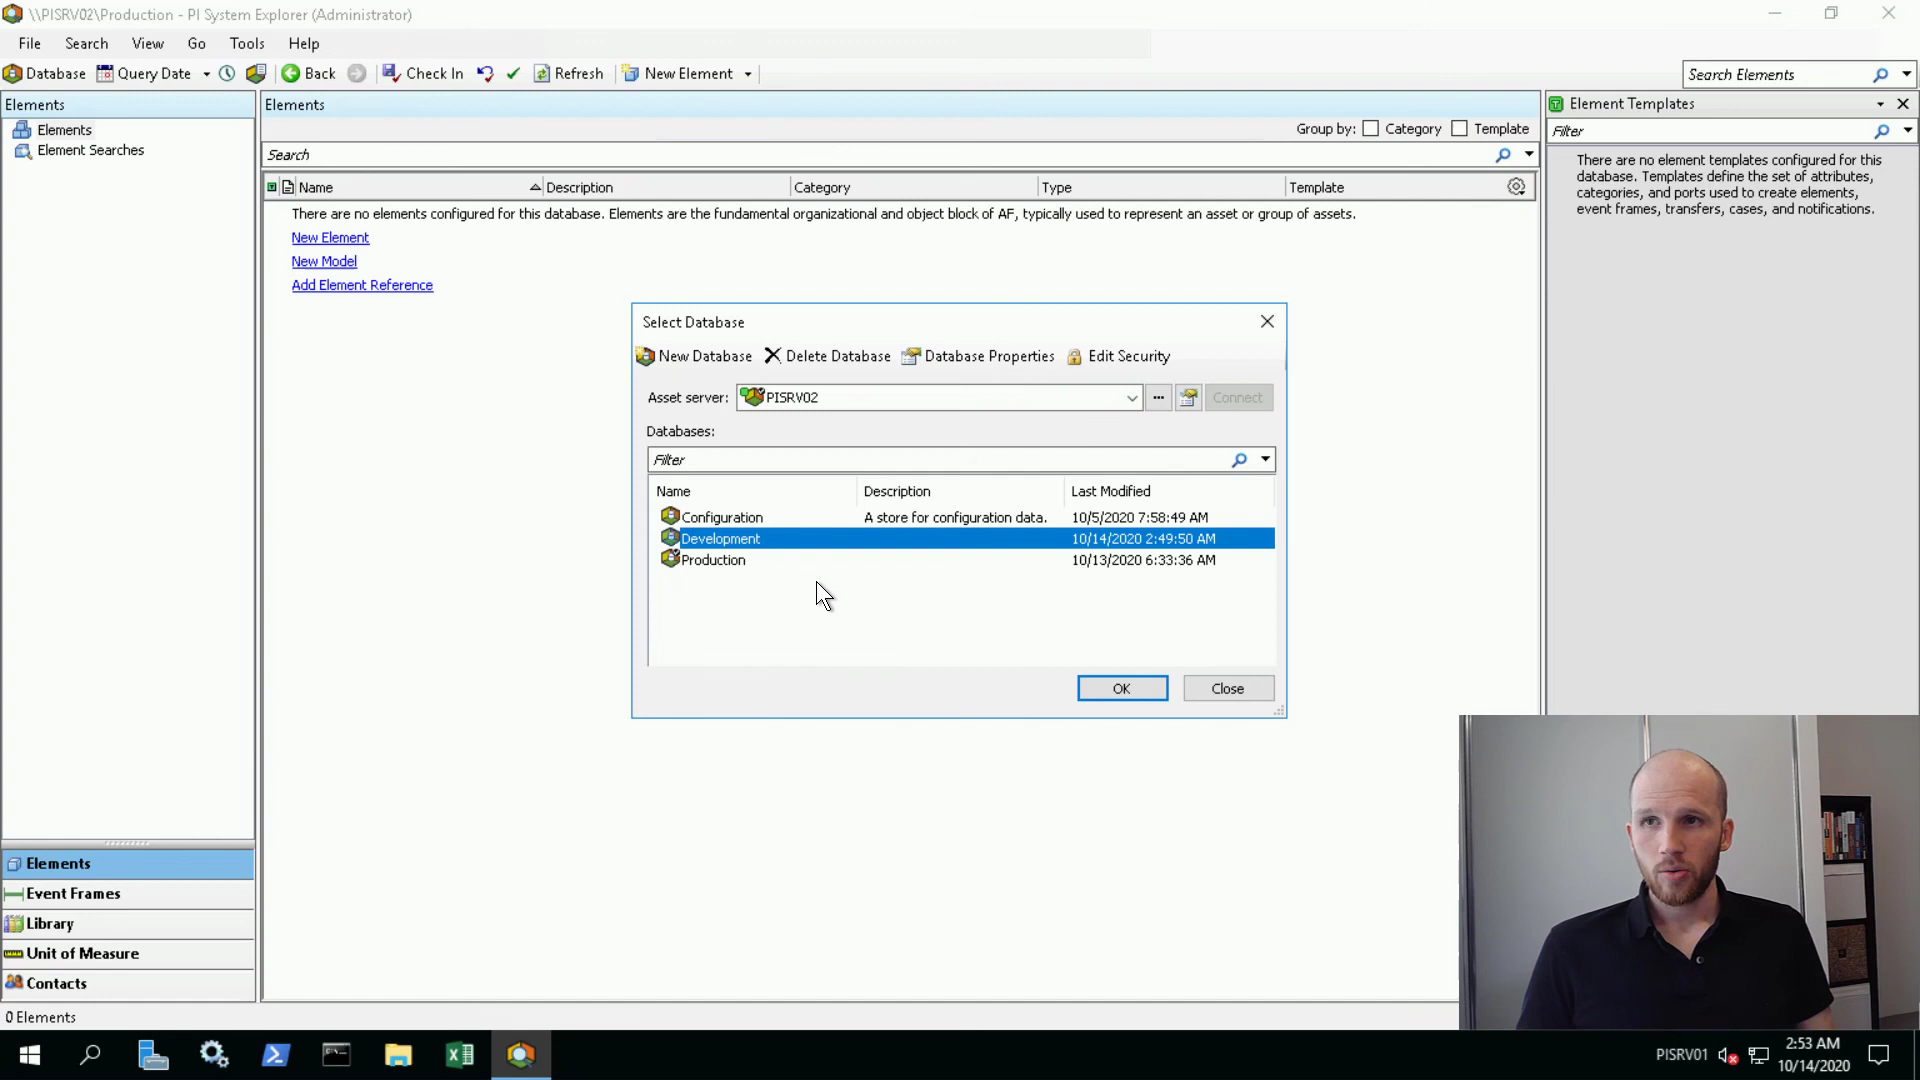 \\PISRV02\Production - PI System Explorer (Administrator)
File Search View Go Tools Help
Database Query Date Back Check In Refresh New Element
Search Elements
Elements
Elements
Element Searches
Elements
Group by: Category Template
Search
Name Description Category Type Template
There are no elements configured for this database. Elements are the fundamental organizational and object block of AF, typically used to represent an asset or group of assets.
New Element
New Model
Add Element Reference
Element Templates
Filter
There are no element templates configured for this
database. Templates define the set of attributes,
categories, and ports used to create elements,
event frames, transfers, cases, and notifications.
Select Database
New Database Delete Database Database Properties Edit Security
Asset server: PISRV02 ... Connect
Databases:
Filter
Name Description Last Modified
Configuration A store for configuration data. 10/5/2020 7:58:49 AM
Development 10/14/2020 2:49:50 AM
Production 10/13/2020 6:33:36 AM
OK Close
Elements
Event Frames
Library
Unit of Measure
Contacts
0 Elements
PISRV01
2:53 AM
10/14/2020